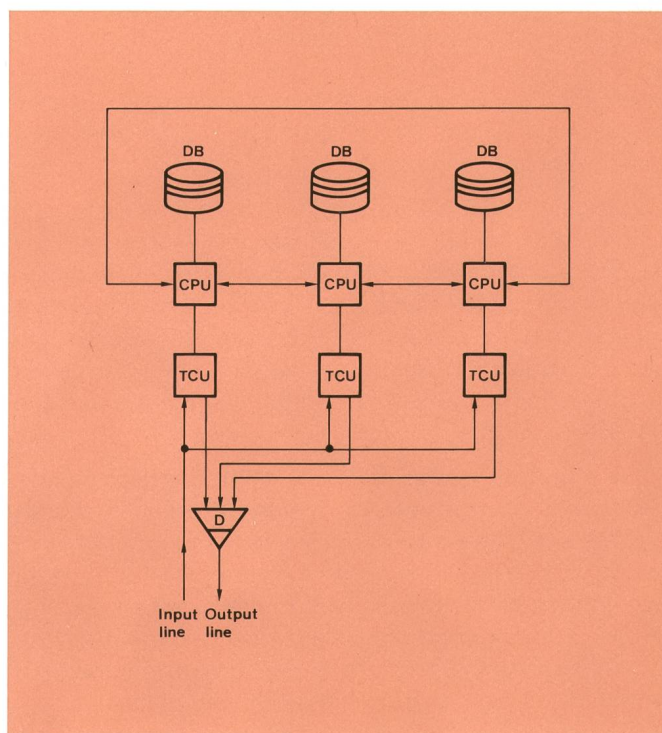 DB DB DB
CPU CPU CPU
TCU TCU TCU
D
Input Output
line line